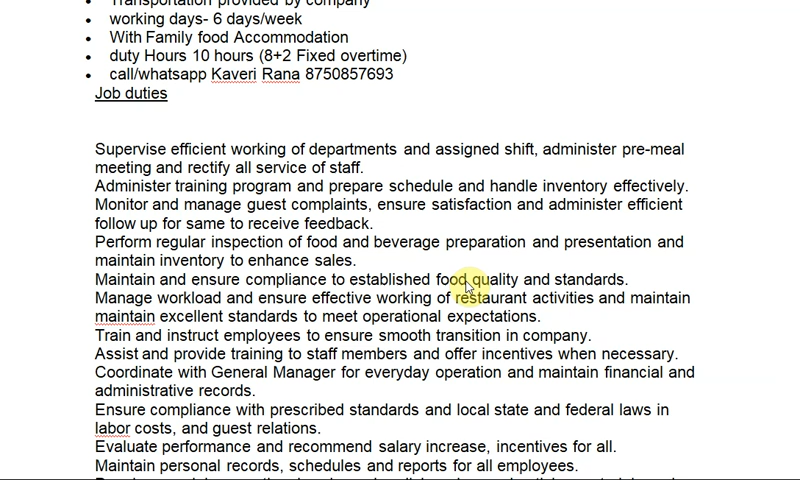 Transportation provided by company
working days- 6 days/week
With Family food Accommodation
duty Hours 10 hours (8+2 Fixed overtime)
call/whatsapp Kaveri Rana 8750857693
Job duties
Supervise efficient working of departments and assigned shift, administer pre-meal
meeting and rectify all service of staff.
Administer training program and prepare schedule and handle inventory effectively.
Monitor and manage guest complaints, ensure satisfaction and administer efficient
follow up for same to receive feedback.
Perform regular inspection of food and beverage preparation and presentation and
maintain inventory to enhance sales.
Maintain and ensure compliance to established food quality and standards.
Manage workload and ensure effective working of restaurant activities and maintain
maintain excellent standards to meet operational expectations.
Train and instruct employees to ensure smooth transition in company.
Assist and provide training to staff members and offer incentives when necessary.
Coordinate with General Manager for everyday operation and maintain financial and
administrative records.
Ensure compliance with prescribed standards and local state and federal laws in
labor costs, and guest relations.
Evaluate performance and recommend salary increase, incentives for all.
Maintain personal records, schedules and reports for all employees.